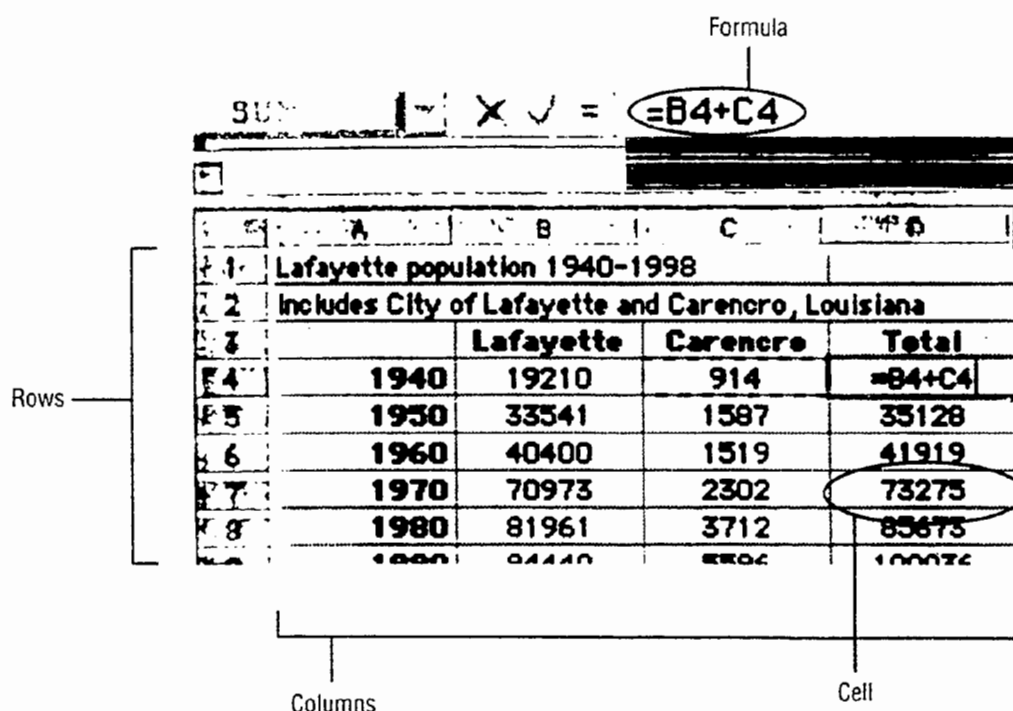 Formula
SUM = =B4+C4
A B C D
1 Lafayette population 1940-1998
2 Includes City of Lafayette and Carencro, Louisiana
3 Lafayette Carencro Total
4 1940 19210 914 =B4+C4
5 1950 33541 1587 35128
6 1960 40400 1519 41919
7 1970 70973 2302 73275
8 1980 81961 3712 85673
Rows
Columns
Cell